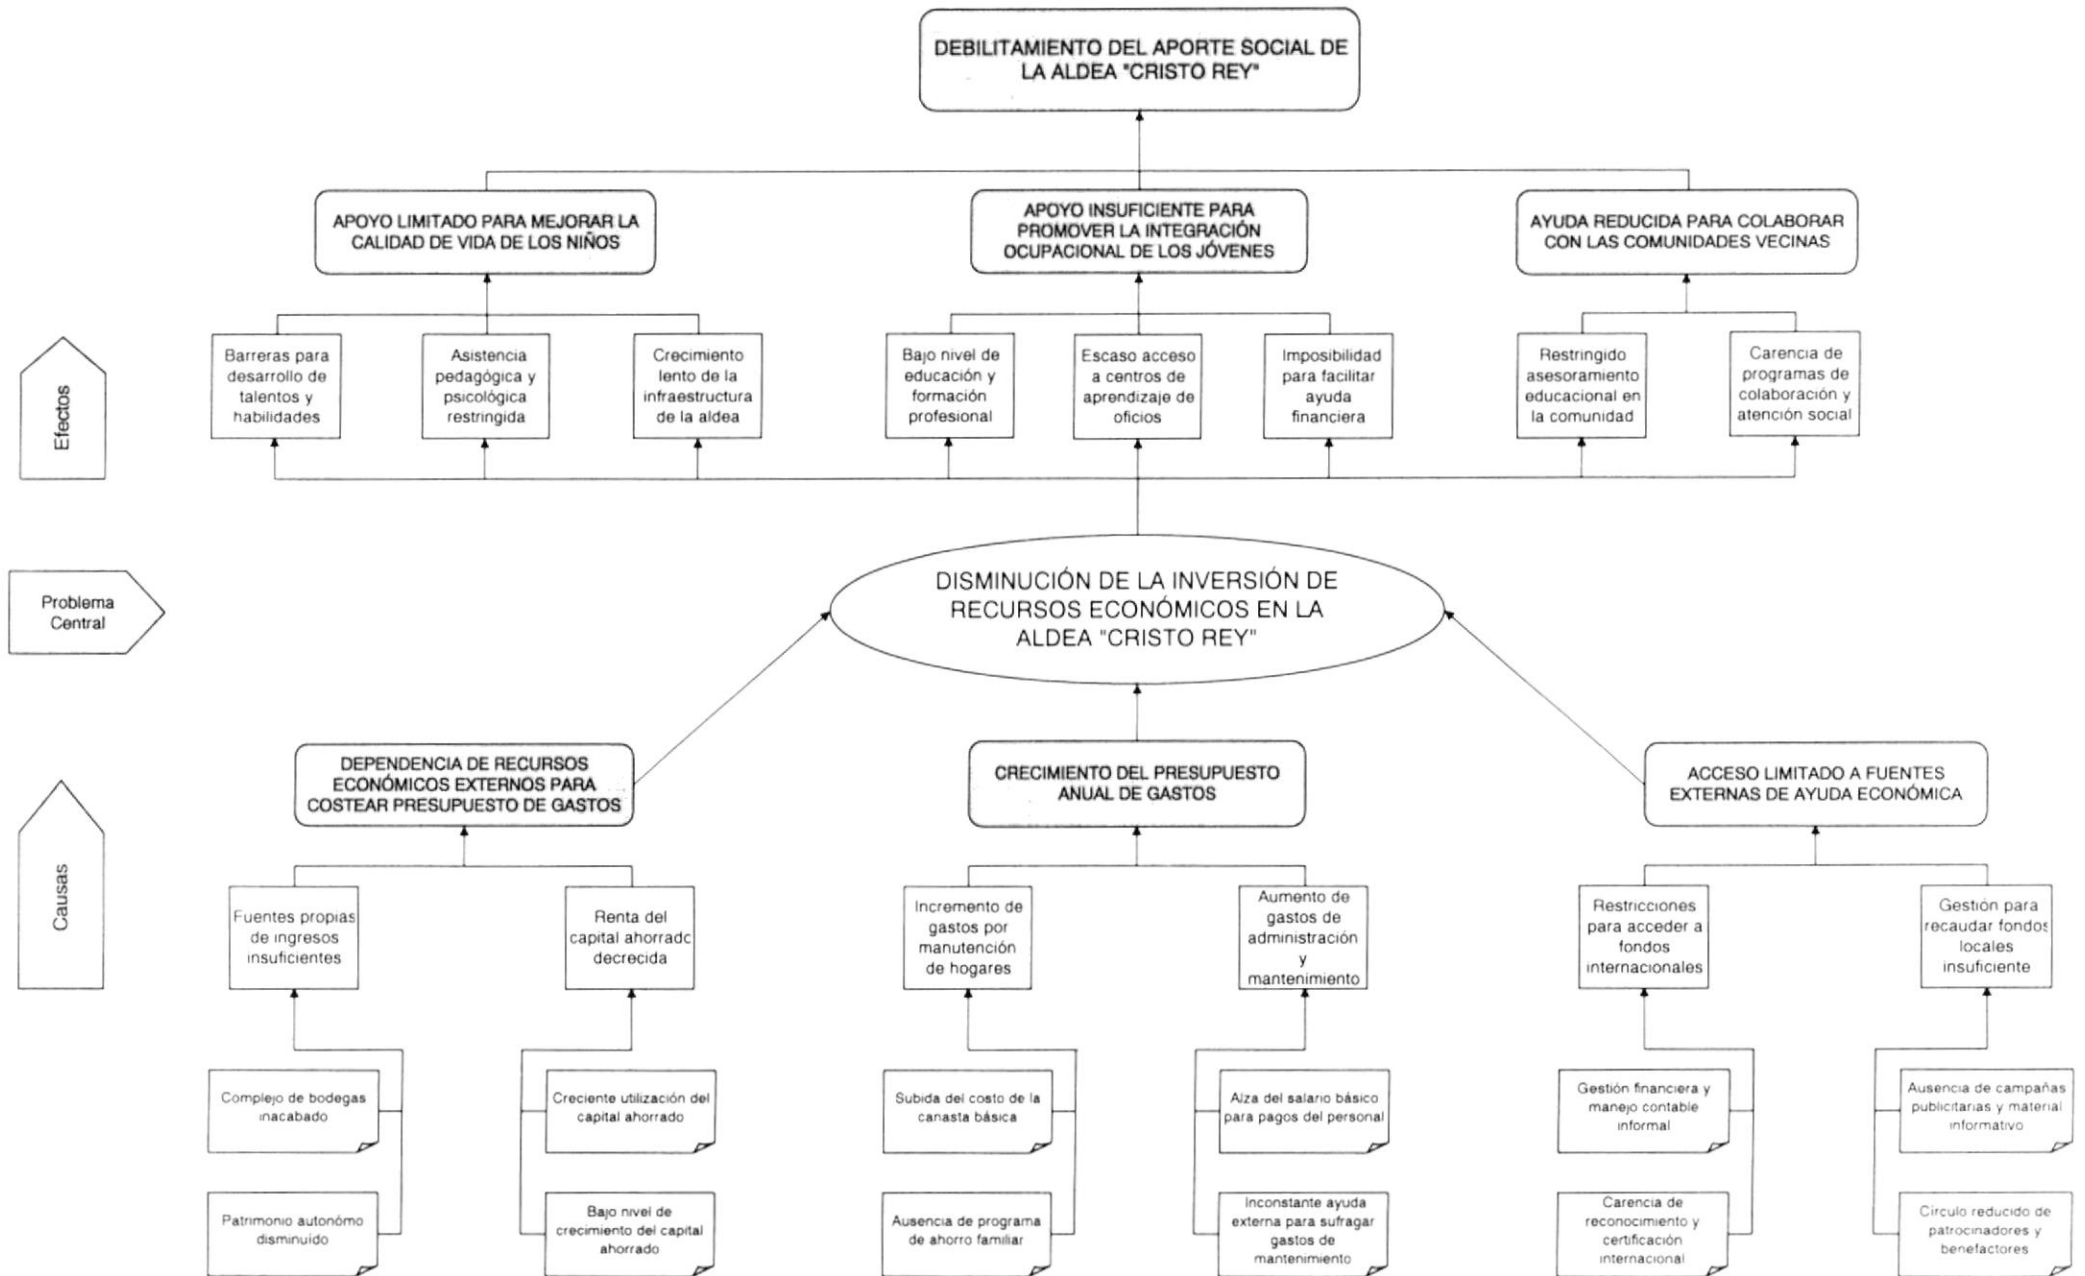 DEBILITAMIENTO DEL APORTE SOCIAL DE
LA ALDEA "CRISTO REY"
APOYO LIMITADO PARA MEJORAR LA
CALIDAD DE VIDA DE LOS NIÑOS
APOYO INSUFICIENTE PARA
PROMOVER LA INTEGRACIÓN
OCUPACIONAL DE LOS JÓVENES
AYUDA REDUCIDA PARA COLABORAR
CON LAS COMUNIDADES VECINAS
Efectos
Barreras para
desarrollo de
talentos y
habilidades
Asistencia
pedagógica y
psicológica
restringida
Crecimiento
lento de la
infraestructura
de la aldea
Bajo nivel de
educación y
formación
profesional
Escaso acceso
a centros de
aprendizaje de
oficios
Imposibilidad
para facilitar
ayuda
financiera
Restringido
asesoramiento
educacional en
la comunidad
Carencia de
programas de
colaboración y
atención social
Problema
Central
DISMINUCIÓN DE LA INVERSIÓN DE
RECURSOS ECONÓMICOS EN LA
ALDEA "CRISTO REY"
Causas
DEPENDENCIA DE RECURSOS
ECONÓMICOS EXTERNOS PARA
COSTEAR PRESUPUESTO DE GASTOS
CRECIMIENTO DEL PRESUPUESTO
ANUAL DE GASTOS
ACCESO LIMITADO A FUENTES
EXTERNAS DE AYUDA ECONÓMICA
Fuentes propias
de ingresos
insuficientes
Renta del
capital ahorrado
decrecida
Incremento de
gastos por
manutención
de hogares
Aumento de
gastos de
administración
y
mantenimiento
Restricciones
para acceder a
fondos
internacionales
Gestión para
recaudar fondos
locales
insuficiente
Complejo de bodegas
inacabado
Creciente utilización del
capital ahorrado
Subida del costo de la
canasta básica
Alza del salario básico
para pagos del personal
Gestión financiera y
manejo contable
informal
Ausencia de campañas
publicitarias y material
informativo
Patrimonio autonómo
disminuído
Bajo nivel de
crecimiento del capital
ahorrado
Ausencia de programa
de ahorro familiar
Inconstante ayuda
externa para sufragar
gastos de
mantenimiento
Carencia de
reconocimiento y
certificación
internacional
Círculo reducido de
patrocinadores y
benefactores